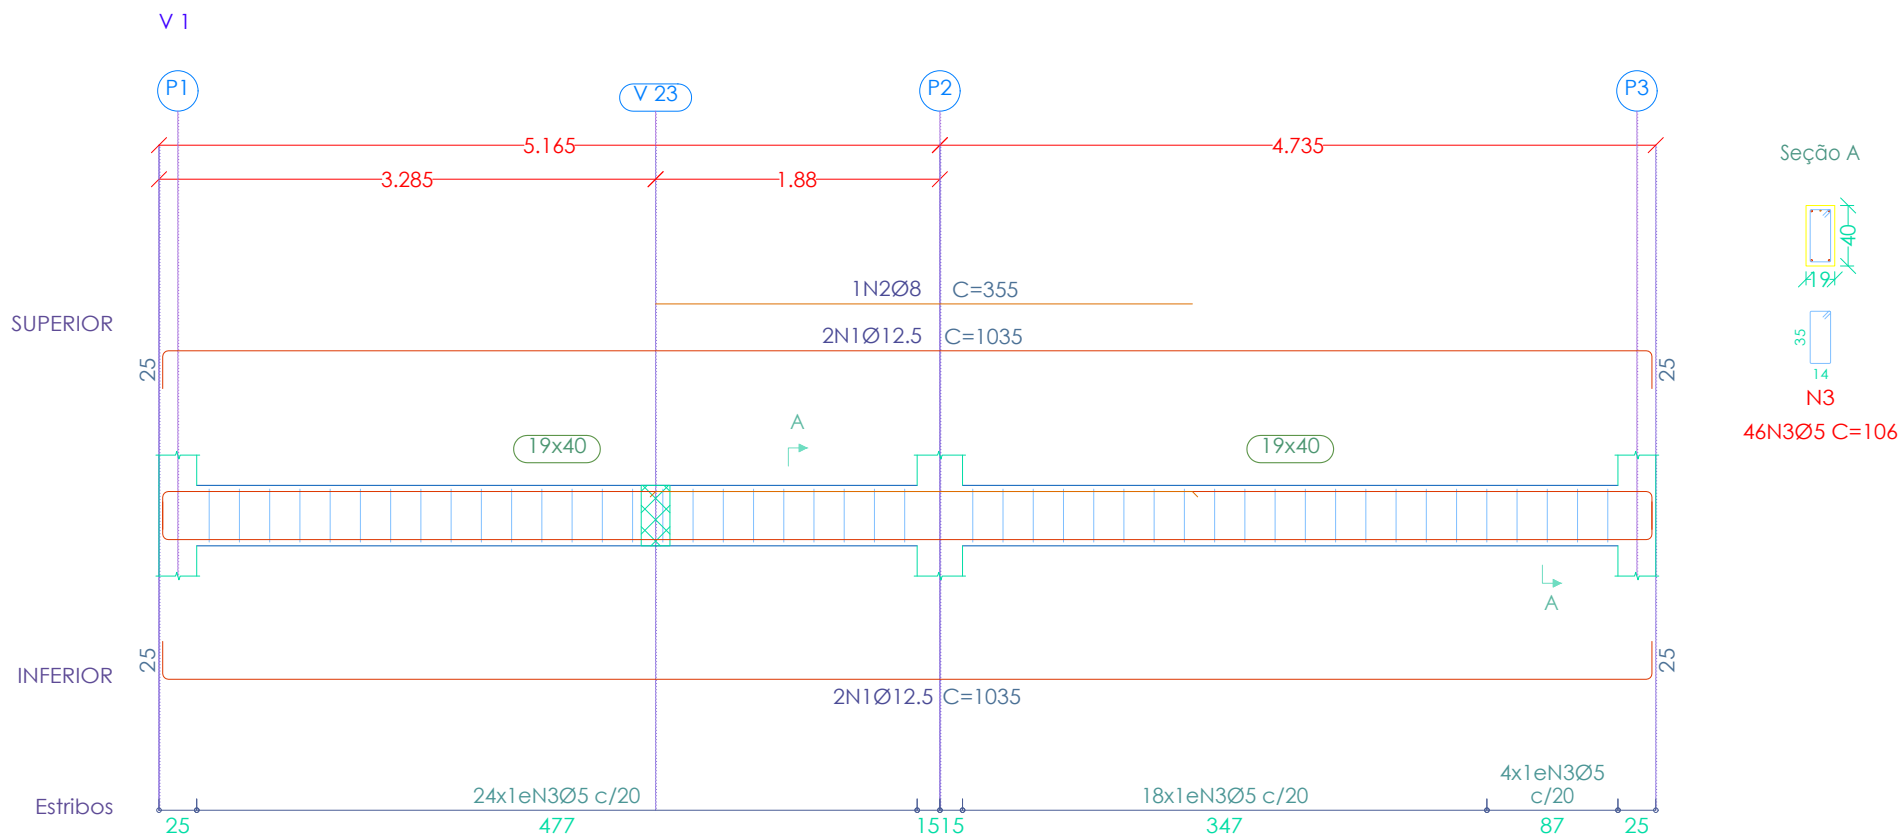 V 1
P1
V 23
P2
P3
5.165
4.735
3.285
1.88
Seção A
40
19
1N2Ø8 C=355
SUPERIOR
2N1Ø12.5 C=1035
25
25
35
14
N3
46N3Ø5 C=106
A
19x40
19x40
A
25
25
INFERIOR
2N1Ø12.5 C=1035
Estribos
24x1eN3Ø5 c/20
18x1eN3Ø5 c/20
4x1eN3Ø5
c/20
25
477
1515
347
87
25